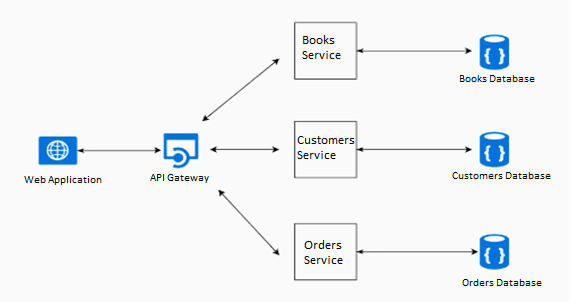 Books
Service
Books Database
Web Application
API Gateway
Customers
Service
Customers Database
Orders
Service
Orders Database